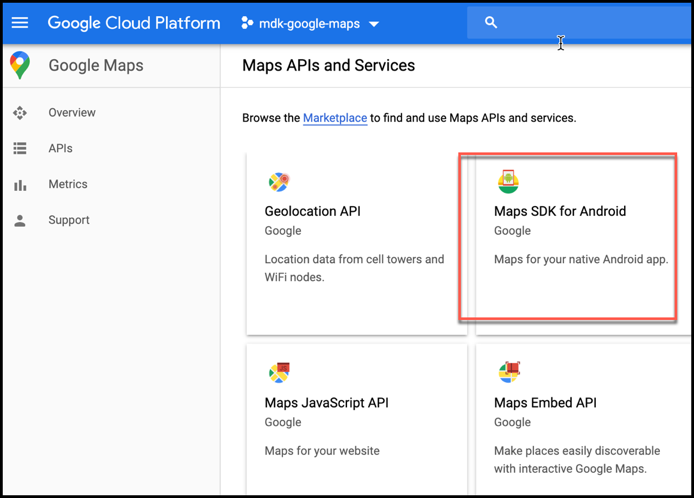 Google Cloud Platform
mdk-google-maps
Google Maps
Maps APIs and Services
Overview
APIs
Metrics
Support
Browse the Marketplace to find and use Maps APIs and services.
Geolocation API
Google
Location data from cell towers and
WiFi nodes.
Maps SDK for Android
Google
Maps for your native Android app.
Maps JavaScript API
Google
Maps for your website
Maps Embed API
Google
Make places easily discoverable
with interactive Google Maps.